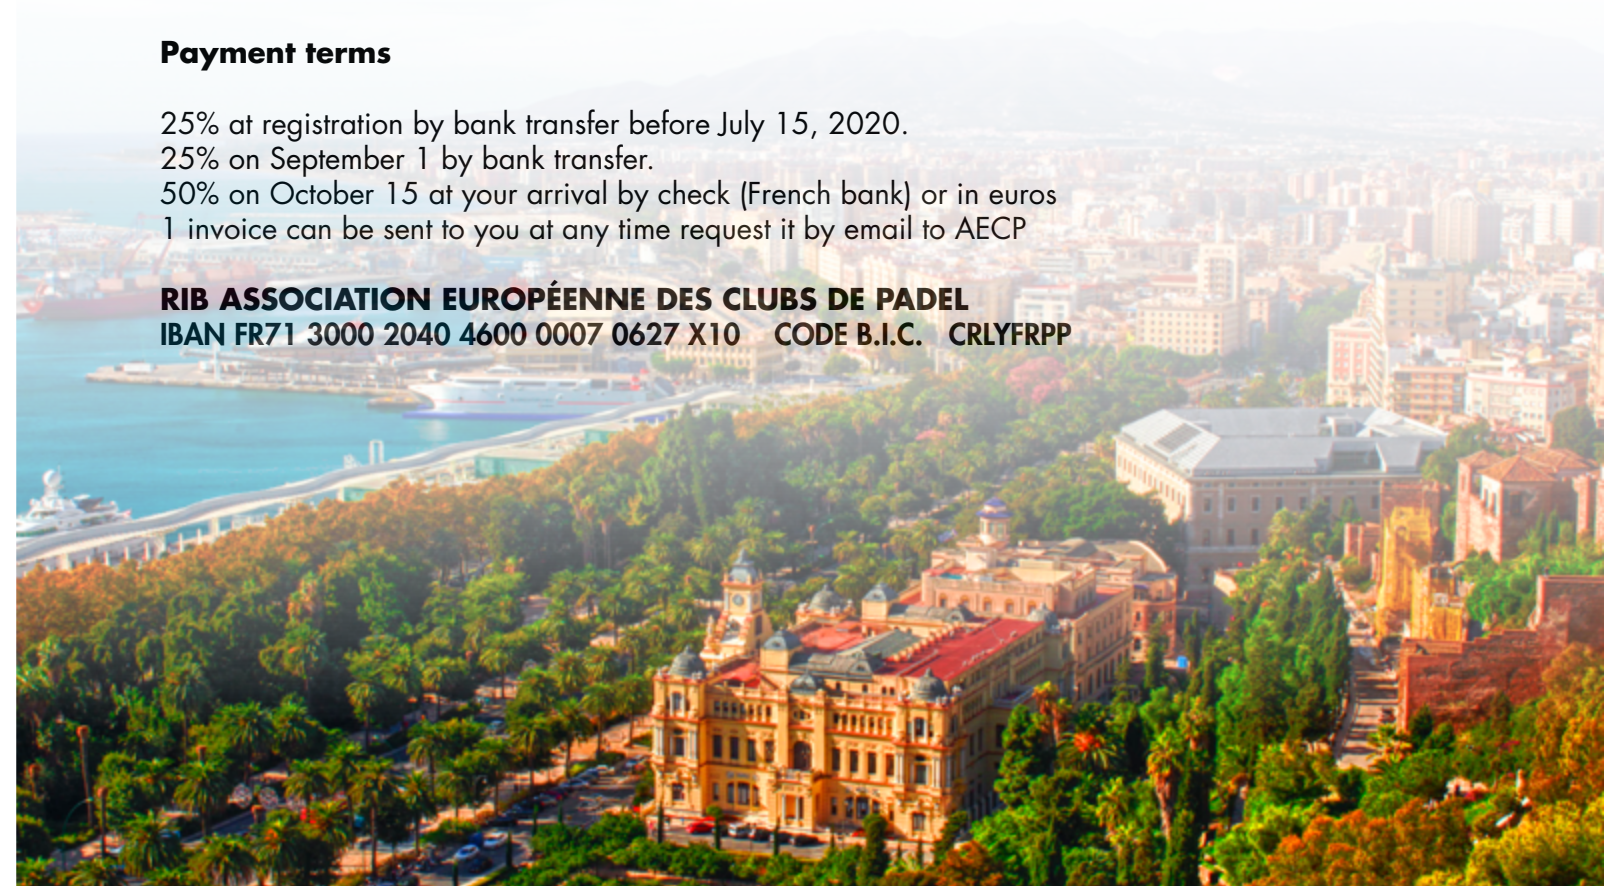 Payment terms
25% at registration by bank transfer before July 15, 2020.
25% on September 1 by bank transfer.
50% on October 15 at your arrival by check (French bank) or in euros
1 invoice can be sent to you at any time request it by email to AECP
RIB ASSOCIATION EUROPÉENNE DES CLUBS DE PADEL
IBAN FR71 3000 2040 4600 0007 0627 X10 CODE B.I.C. CRLYFRPP